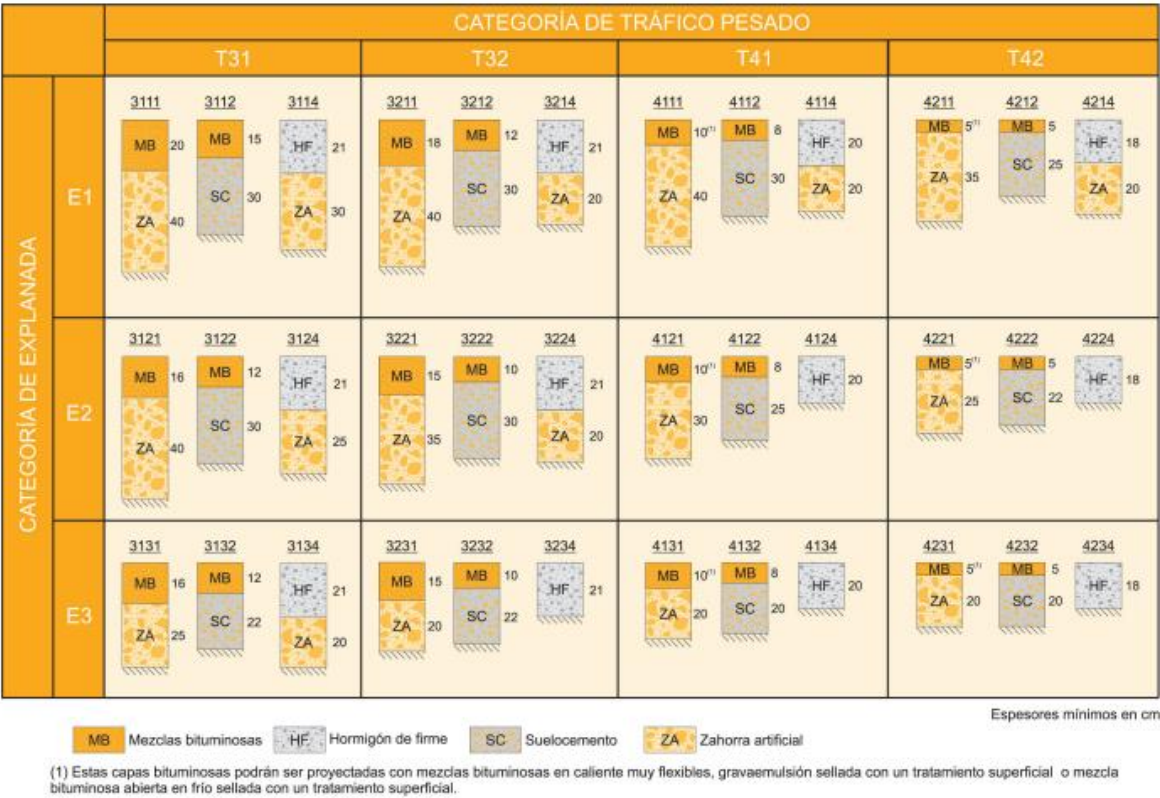 CATEGORÍA DE TRÁFICO PESADO
T31 T32 T41 T42
CATEGORÍA DE EXPLANADA
E1
3111 3112 3114 3211 3212 3214 4111 4112 4114 4211 4212 4214
MB 20 MB 15 HF 21 MB 18 MB 12 HF 21 MB 10(1) MB 8 HF 20 MB 5(1) MB 5 HF 18
ZA 40 SC 30 ZA 30 ZA 40 SC 30 ZA 20 ZA 40 SC 30 ZA 20 ZA 35 SC 25 ZA 20
E2
3121 3122 3124 3221 3222 3224 4121 4122 4124 4221 4222 4224
MB 16 MB 12 HF 21 MB 15 MB 10 HF 21 MB 10(1) MB 8 HF 20 MB 5(1) MB 5 HF 18
ZA 40 SC 30 ZA 25 ZA 35 SC 30 ZA 20 ZA 30 SC 25 ZA 25 SC 22
E3
3131 3132 3134 3231 3232 3234 4131 4132 4134 4231 4232 4234
MB 16 MB 12 HF 21 MB 15 MB 10 HF 21 MB 10(1) MB 8 HF 20 MB 5(1) MB 5 HF 18
ZA 25 SC 22 ZA 20 ZA 20 SC 22 ZA 20 SC 20 ZA 20 SC 20
Espesores mínimos en cm
MB Mezclas bituminosas HF Hormigón de firme SC Suelocemento ZA Zahorra artificial
(1) Estas capas bituminosas podrán ser proyectadas con mezclas bituminosas en caliente muy flexibles, gravaemulsión sellada con un tratamiento superficial o mezcla
bituminosa abierta en frío sellada con un tratamiento superficial.